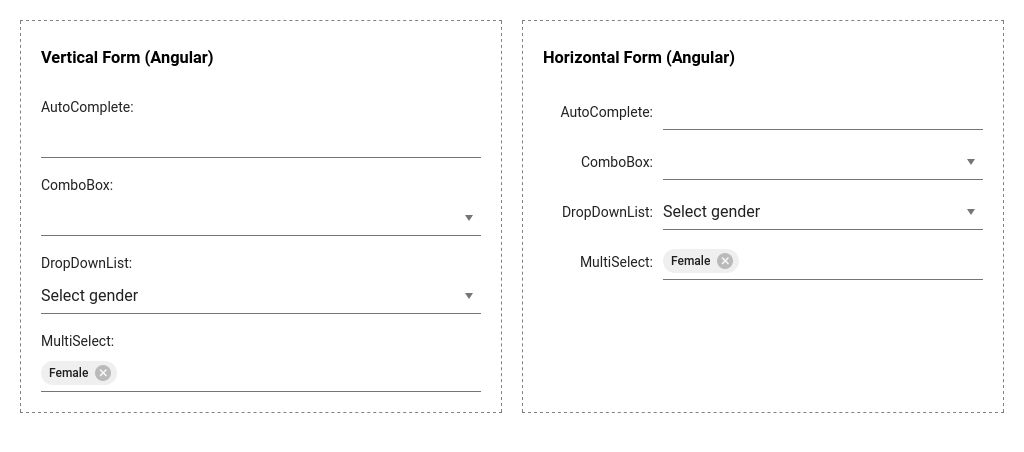 Vertical Form (Angular)
AutoComplete:
ComboBox:
DropDownList:
Select gender
MultiSelect:
Female
Horizontal Form (Angular)
AutoComplete:
ComboBox:
DropDownList: Select gender
MultiSelect: Female